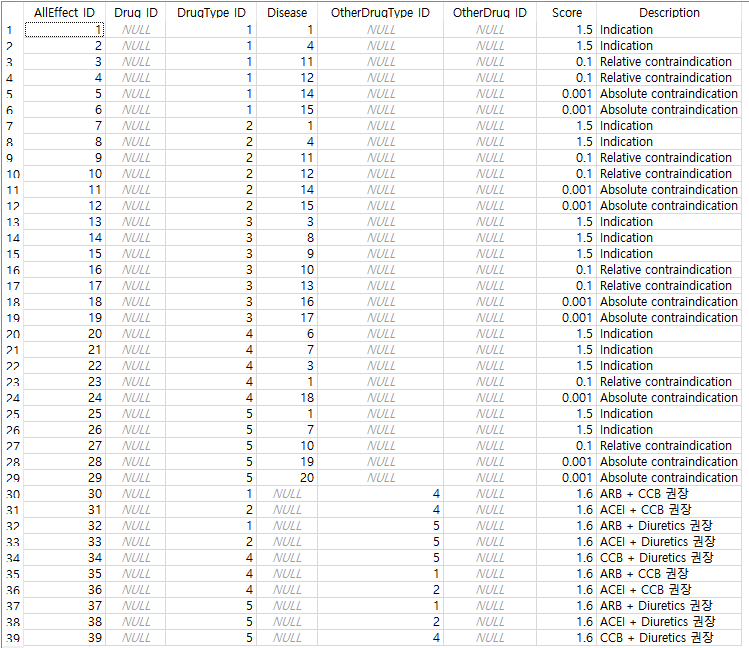 AllEffect_ID Drug_ID DrugType_ID Disease OtherDrugType_ID OtherDrug_ID Score Description
1 1 NULL 1 1 NULL NULL 1.5 Indication
2 2 NULL 1 4 NULL NULL 1.5 Indication
3 3 NULL 1 11 NULL NULL 0.1 Relative contraindication
4 4 NULL 1 12 NULL NULL 0.1 Relative contraindication
5 5 NULL 1 14 NULL NULL 0.001 Absolute contraindication
6 6 NULL 1 15 NULL NULL 0.001 Absolute contraindication
7 7 NULL 2 1 NULL NULL 1.5 Indication
8 8 NULL 2 4 NULL NULL 1.5 Indication
9 9 NULL 2 11 NULL NULL 0.1 Relative contraindication
10 10 NULL 2 12 NULL NULL 0.1 Relative contraindication
11 11 NULL 2 14 NULL NULL 0.001 Absolute contraindication
12 12 NULL 2 15 NULL NULL 0.001 Absolute contraindication
13 13 NULL 3 3 NULL NULL 1.5 Indication
14 14 NULL 3 8 NULL NULL 1.5 Indication
15 15 NULL 3 9 NULL NULL 1.5 Indication
16 16 NULL 3 10 NULL NULL 0.1 Relative contraindication
17 17 NULL 3 13 NULL NULL 0.1 Relative contraindication
18 18 NULL 3 16 NULL NULL 0.001 Absolute contraindication
19 19 NULL 3 17 NULL NULL 0.001 Absolute contraindication
20 20 NULL 4 6 NULL NULL 1.5 Indication
21 21 NULL 4 7 NULL NULL 1.5 Indication
22 22 NULL 4 3 NULL NULL 1.5 Indication
23 23 NULL 4 1 NULL NULL 0.1 Relative contraindication
24 24 NULL 4 18 NULL NULL 0.001 Absolute contraindication
25 25 NULL 5 1 NULL NULL 1.5 Indication
26 26 NULL 5 7 NULL NULL 1.5 Indication
27 27 NULL 5 10 NULL NULL 0.1 Relative contraindication
28 28 NULL 5 19 NULL NULL 0.001 Absolute contraindication
29 29 NULL 5 20 NULL NULL 0.001 Absolute contraindication
30 30 NULL 1 NULL 4 NULL 1.6 ARB + CCB 권장
31 31 NULL 2 NULL 4 NULL 1.6 ACEI + CCB 권장
32 32 NULL 1 NULL 5 NULL 1.6 ARB + Diuretics 권장
33 33 NULL 2 NULL 5 NULL 1.6 ACEI + Diuretics 권장
34 34 NULL 4 NULL 5 NULL 1.6 CCB + Diuretics 권장
35 35 NULL 4 NULL 1 NULL 1.6 ARB + CCB 권장
36 36 NULL 4 NULL 2 NULL 1.6 ACEI + CCB 권장
37 37 NULL 5 NULL 1 NULL 1.6 ARB + Diuretics 권장
38 38 NULL 5 NULL 2 NULL 1.6 ACEI + Diuretics 권장
39 39 NULL 5 NULL 4 NULL 1.6 CCB + Diuretics 권장